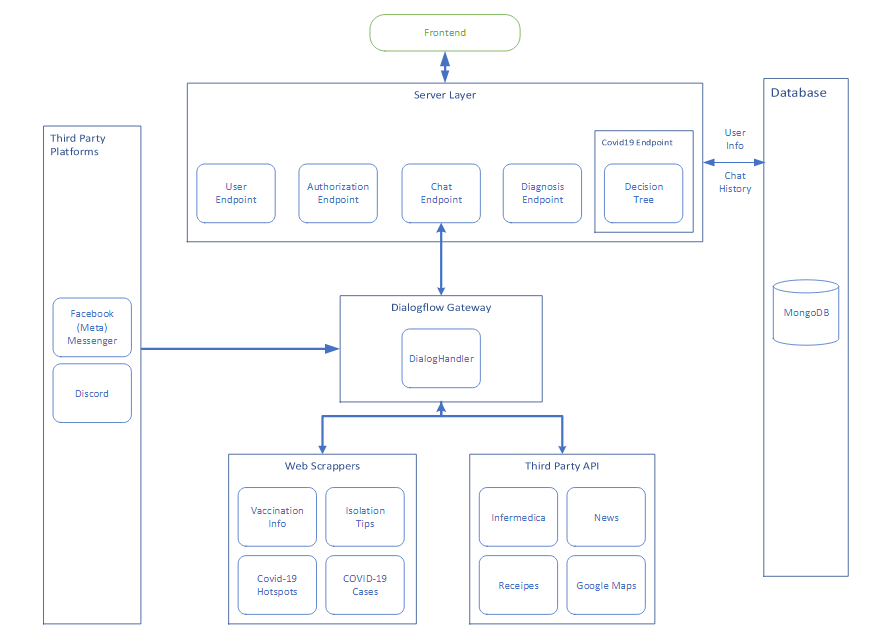 Frontend
Server Layer
Database
Third Party
Platforms
Covid19 Endpoint
User
Info
Chat
History
User
Endpoint
Authorization
Endpoint
Chat
Endpoint
Diagnosis
Endpoint
Decision
Tree
Facebook
(Meta)
Messenger
Discord
Dialogflow Gateway
DialogHandler
MongoDB
Web Scrappers
Vaccination
Info
Isolation
Tips
Covid-19
Hotspots
COVID-19
Cases
Third Party API
Infermedica
News
Receipes
Google Maps